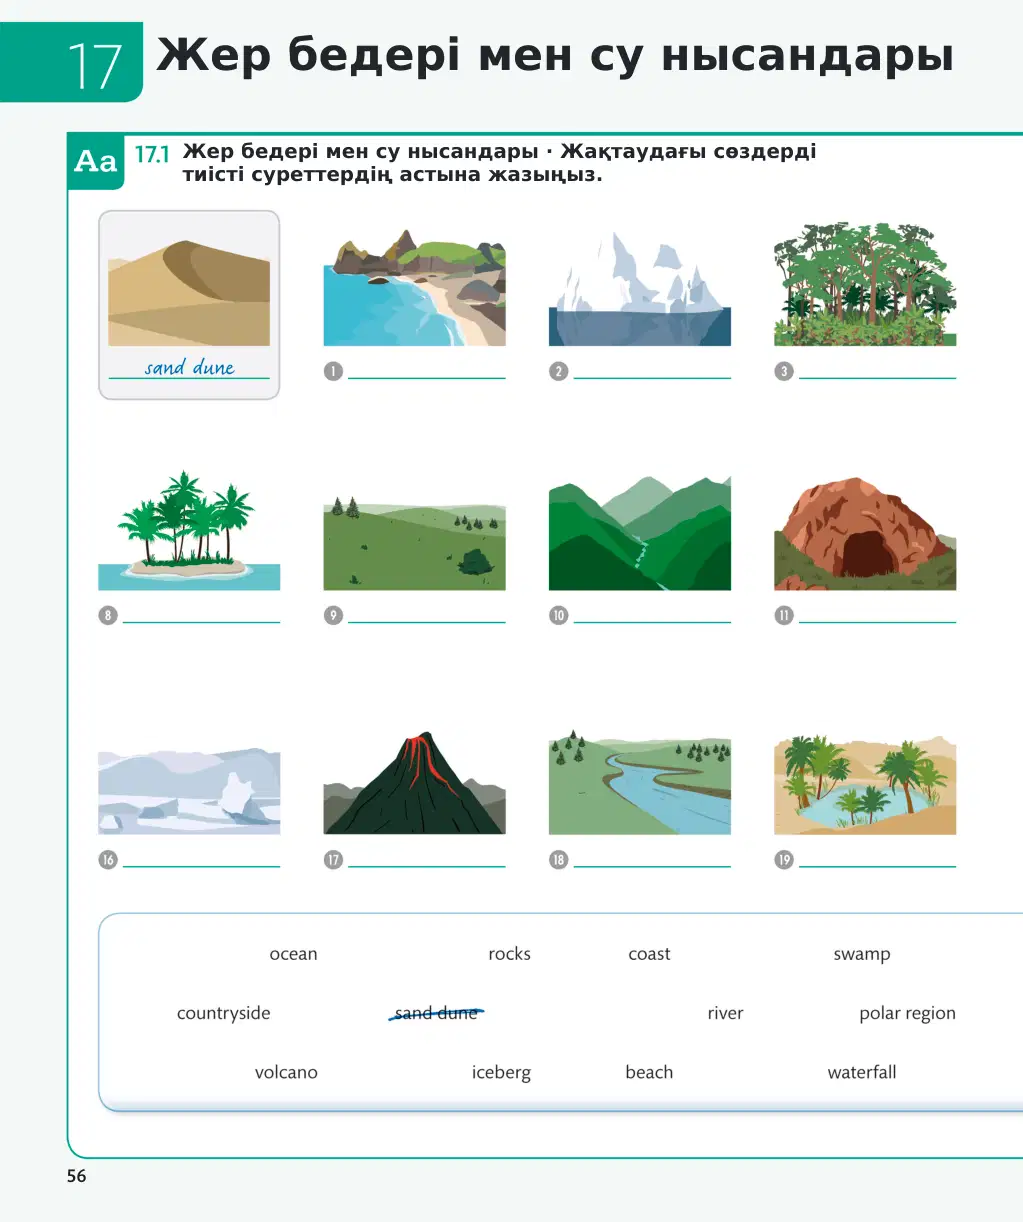 17 Жер бедері мен су нысандары
Aa 17.1 Жер бедері мен су нысандары · Жақтаудағы сөздерді
тиісті суреттердің астына жазыңыз.
sand dune
1
2
3
8
9
10
11
16
17
18
19
ocean rocks coast swamp
countryside sand dune river polar region
volcano iceberg beach waterfall
56